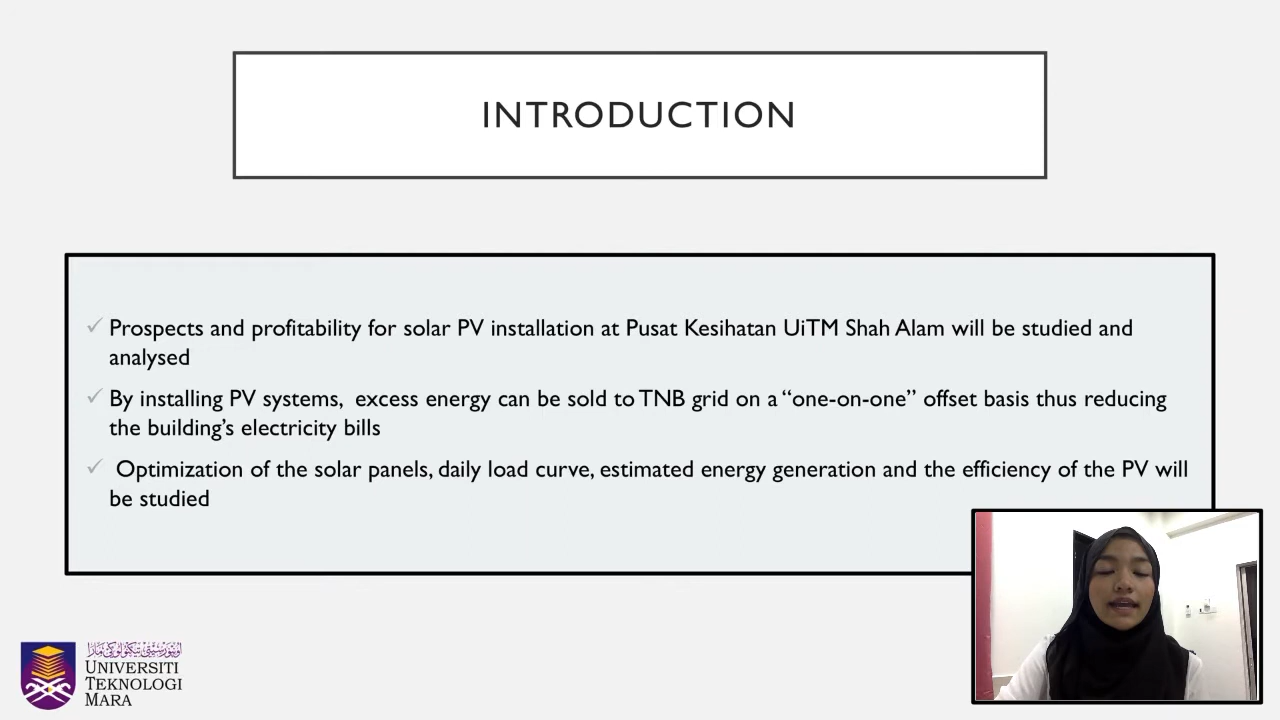 INTRODUCTION
Prospects and profitability for solar PV installation at Pusat Kesihatan UiTM Shah Alam will be studied and
analysed
By installing PV systems, excess energy can be sold to TNB grid on a “one-on-one” offset basis thus reducing
the building’s electricity bills
Optimization of the solar panels, daily load curve, estimated energy generation and the efficiency of the PV will
be studied
اونيۏرسيتي تيكنولوڬي مارا
UNIVERSITI
TEKNOLOGI
MARA